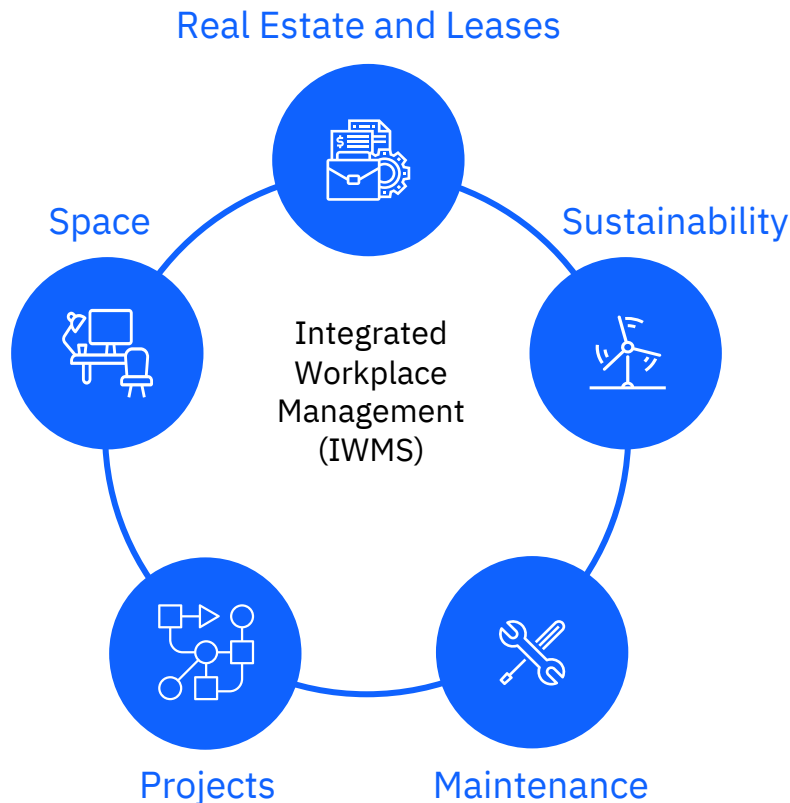 Real Estate and Leases
Space
Sustainability
$
Integrated
Workplace
Management
(IWMS)
Projects
Maintenance